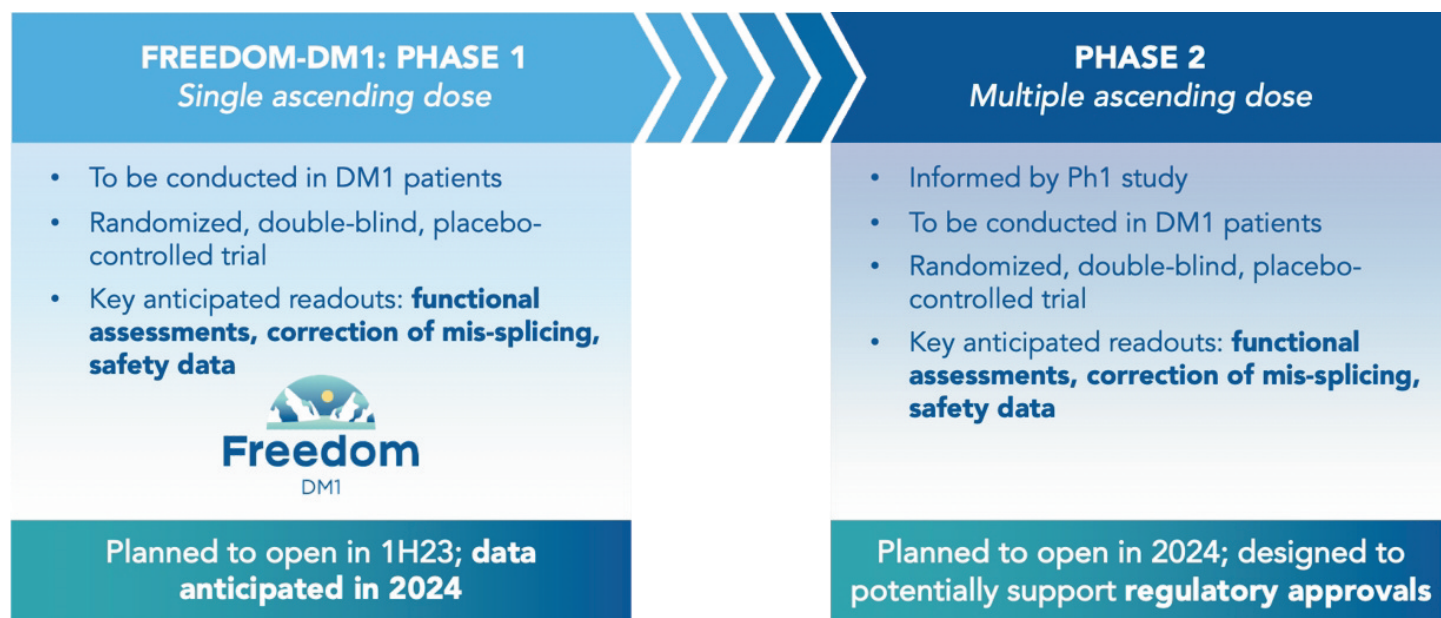 FREEDOM-DM1: PHASE 1
Single ascending dose
• To be conducted in DM1 patients
• Randomized, double-blind, placebo-
controlled trial
• Key anticipated readouts: functional
assessments, correction of mis-splicing,
safety data
Freedom
DM1
Planned to open in 1H23; data
anticipated in 2024
PHASE 2
Multiple ascending dose
• Informed by Ph1 study
• To be conducted in DM1 patients
• Randomized, double-blind, placebo-
controlled trial
• Key anticipated readouts: functional
assessments, correction of mis-splicing,
safety data
Planned to open in 2024; designed to
potentially support regulatory approvals